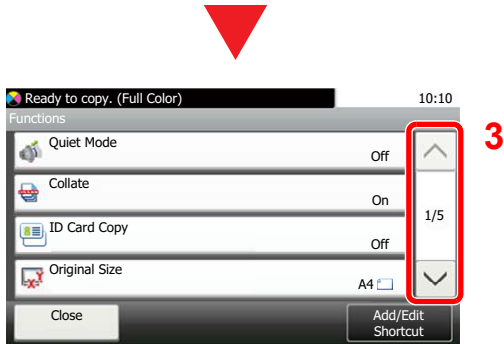 Ready to copy. (Full Color) 10:10
Functions
Quiet Mode
Off
3
Collate
On
1/5
ID Card Copy
Off
Original Size
A4
Close
Add/Edit
Shortcut